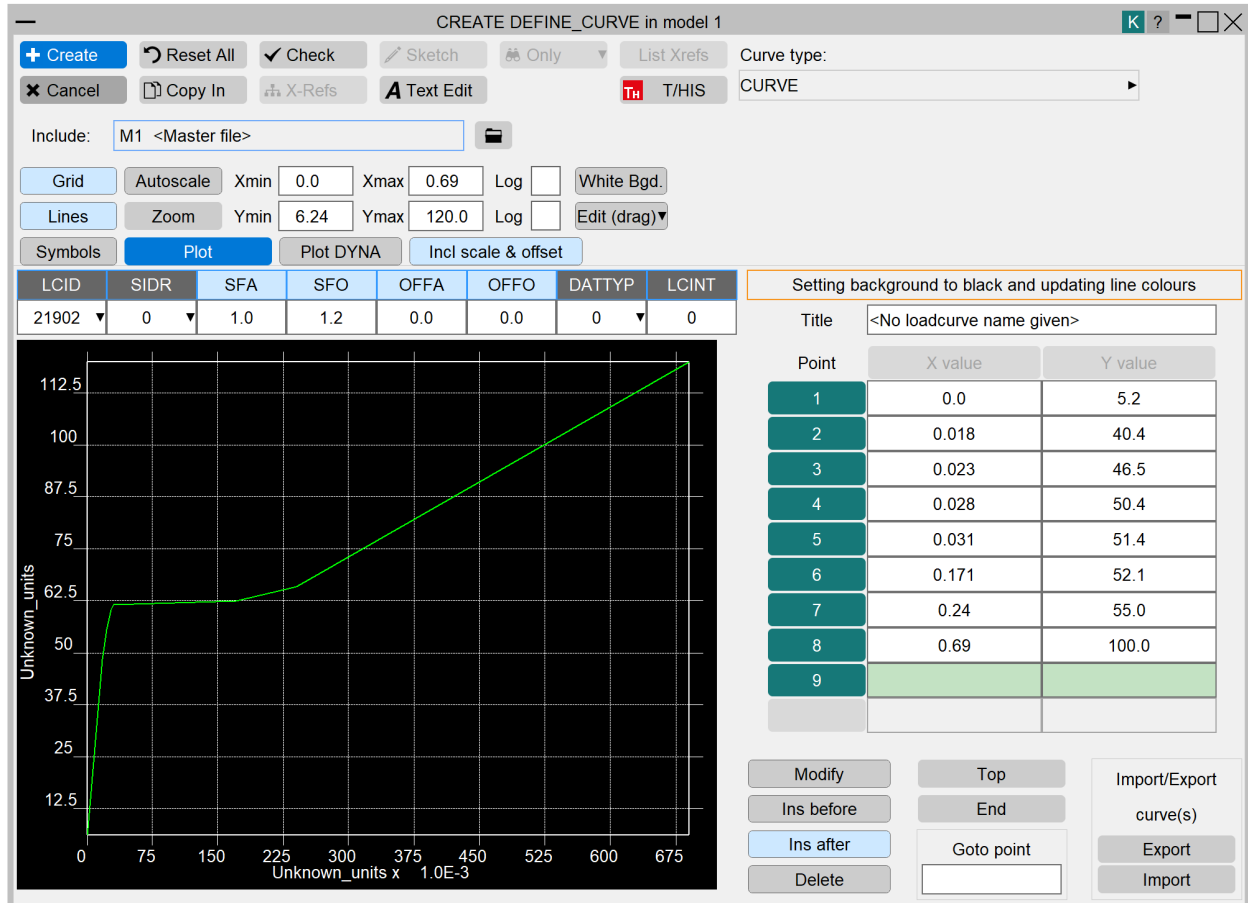 CREATE DEFINE_CURVE in model 1 K ?
Create Reset All Check Sketch Only List Xrefs Curve type:
Cancel Copy In X-Refs A Text Edit TH T/HIS CURVE
Include: M1 <Master file>
Grid Autoscale Xmin 0.0 Xmax 0.69 Log White Bgd.
Lines Zoom Ymin 6.24 Ymax 120.0 Log Edit (drag)
Symbols Plot Plot DYNA Incl scale & offset
LCID SIDR SFA SFO OFFA OFFO DATTYP LCINT
21902 0 1.0 1.2 0.0 0.0 0 0
Setting background to black and updating line colours
Title <No loadcurve name given>
Point X value Y value
1 0.0 5.2
2 0.018 40.4
3 0.023 46.5
4 0.028 50.4
5 0.031 51.4
6 0.171 52.1
7 0.24 55.0
8 0.69 100.0
9
112.5
100
87.5
75
62.5
50
37.5
25
12.5
Unknown_units
0 75 150 225 300 375 450 525 600 675
Unknown_units x 1.0E-3
Modify Top Import/Export
Ins before End curve(s)
Ins after Goto point Export
Delete Import